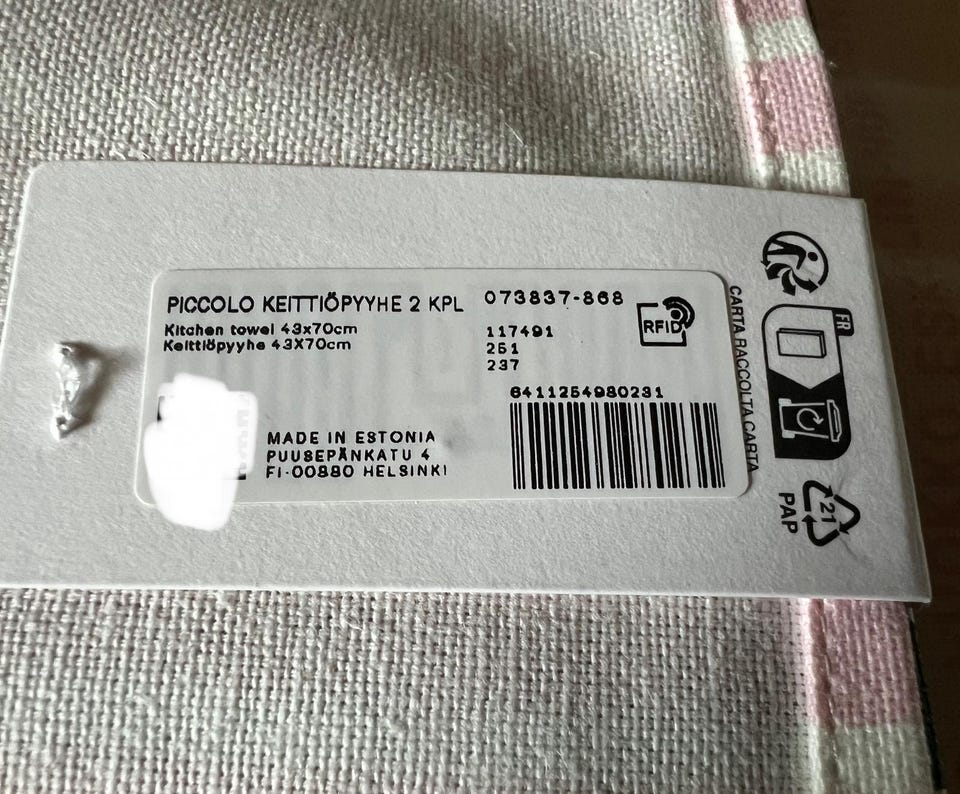 PICCOLO KEITTIÖPYYHE 2 KPL
Kitchen towel 43x70cm
Keittiöpyyhe 43X70cm
073837-868
117491
251
237
RFID
6411254980231
MADE IN ESTONIA
PUUSEPÄNKATU 4
FI-00880 HELSINKI
CARTA RACCOLTA CARTA
FR
21
PAP